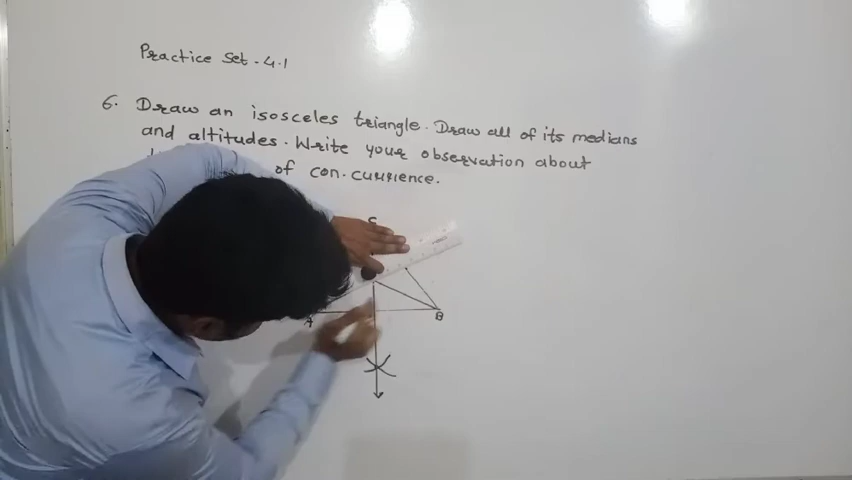 Practice Set - 4.1
6. Draw an isosceles triangle. Draw all of its medians
and altitudes. Write your observation about
of con.currience.
C
A B